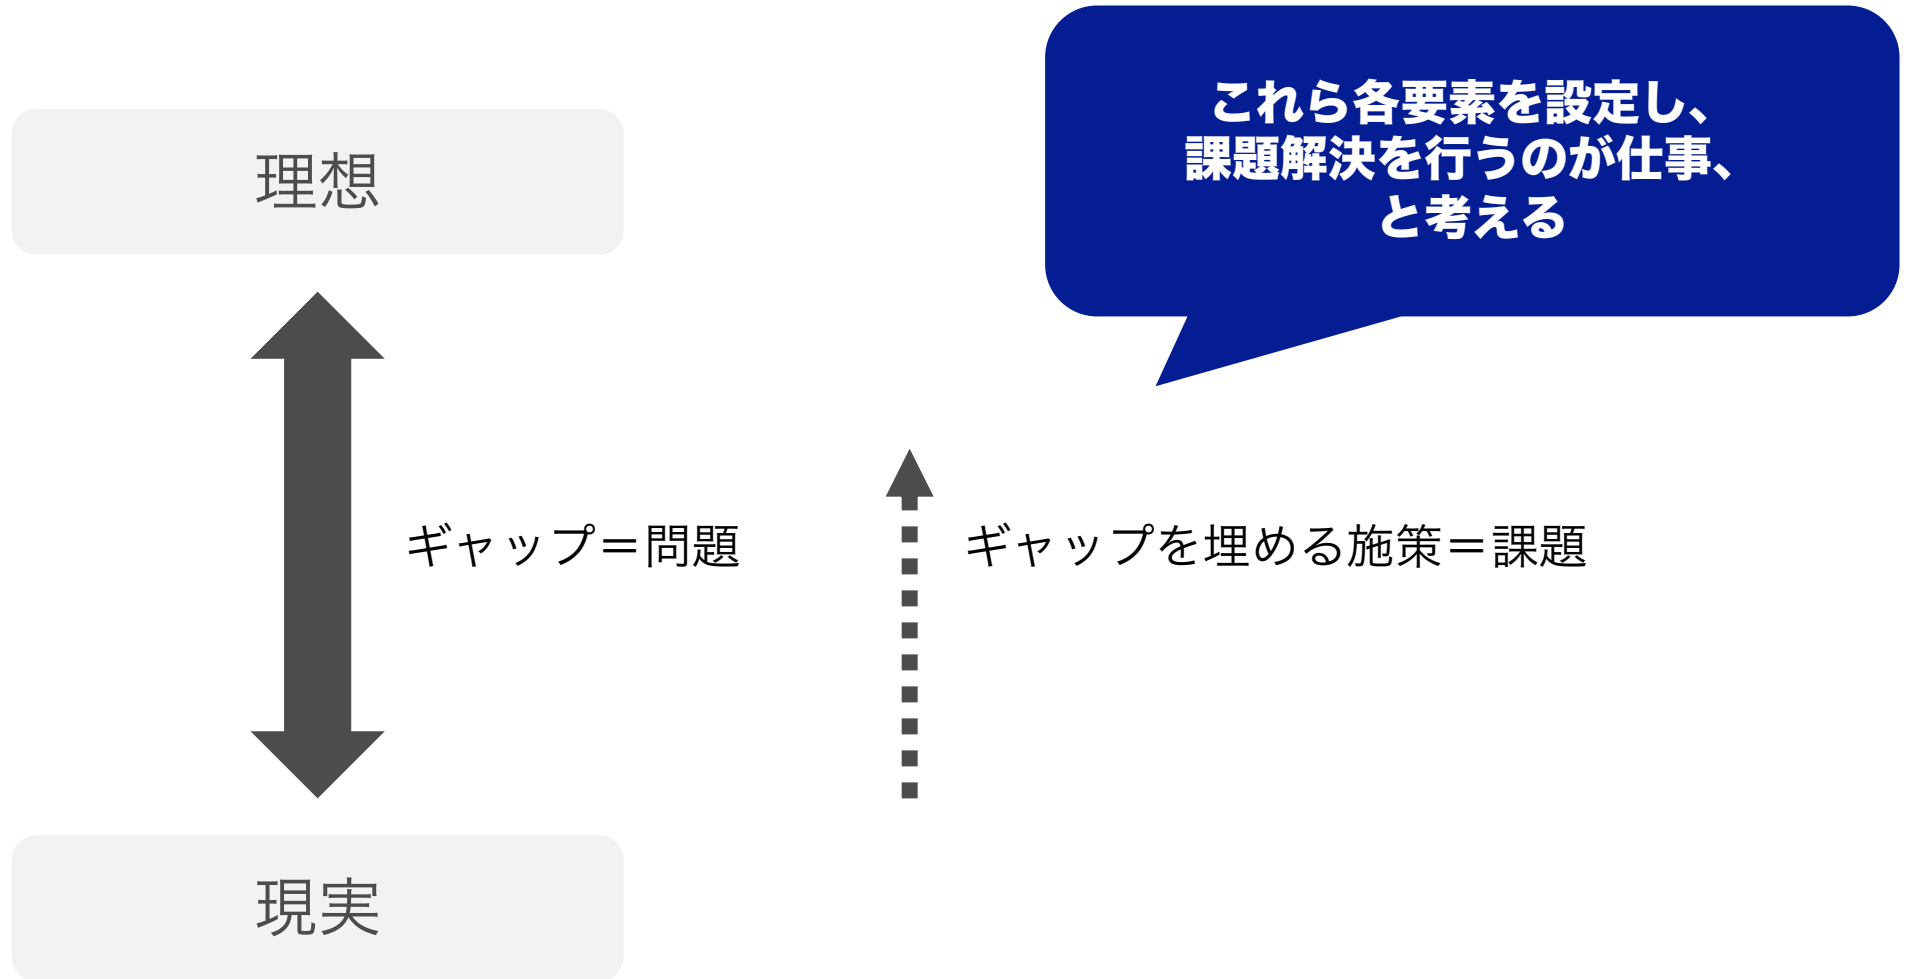 これら各要素を設定し、
課題解決を行うのが仕事、
と考える
理想
ギャップ＝問題
ギャップを埋める施策＝課題
現実